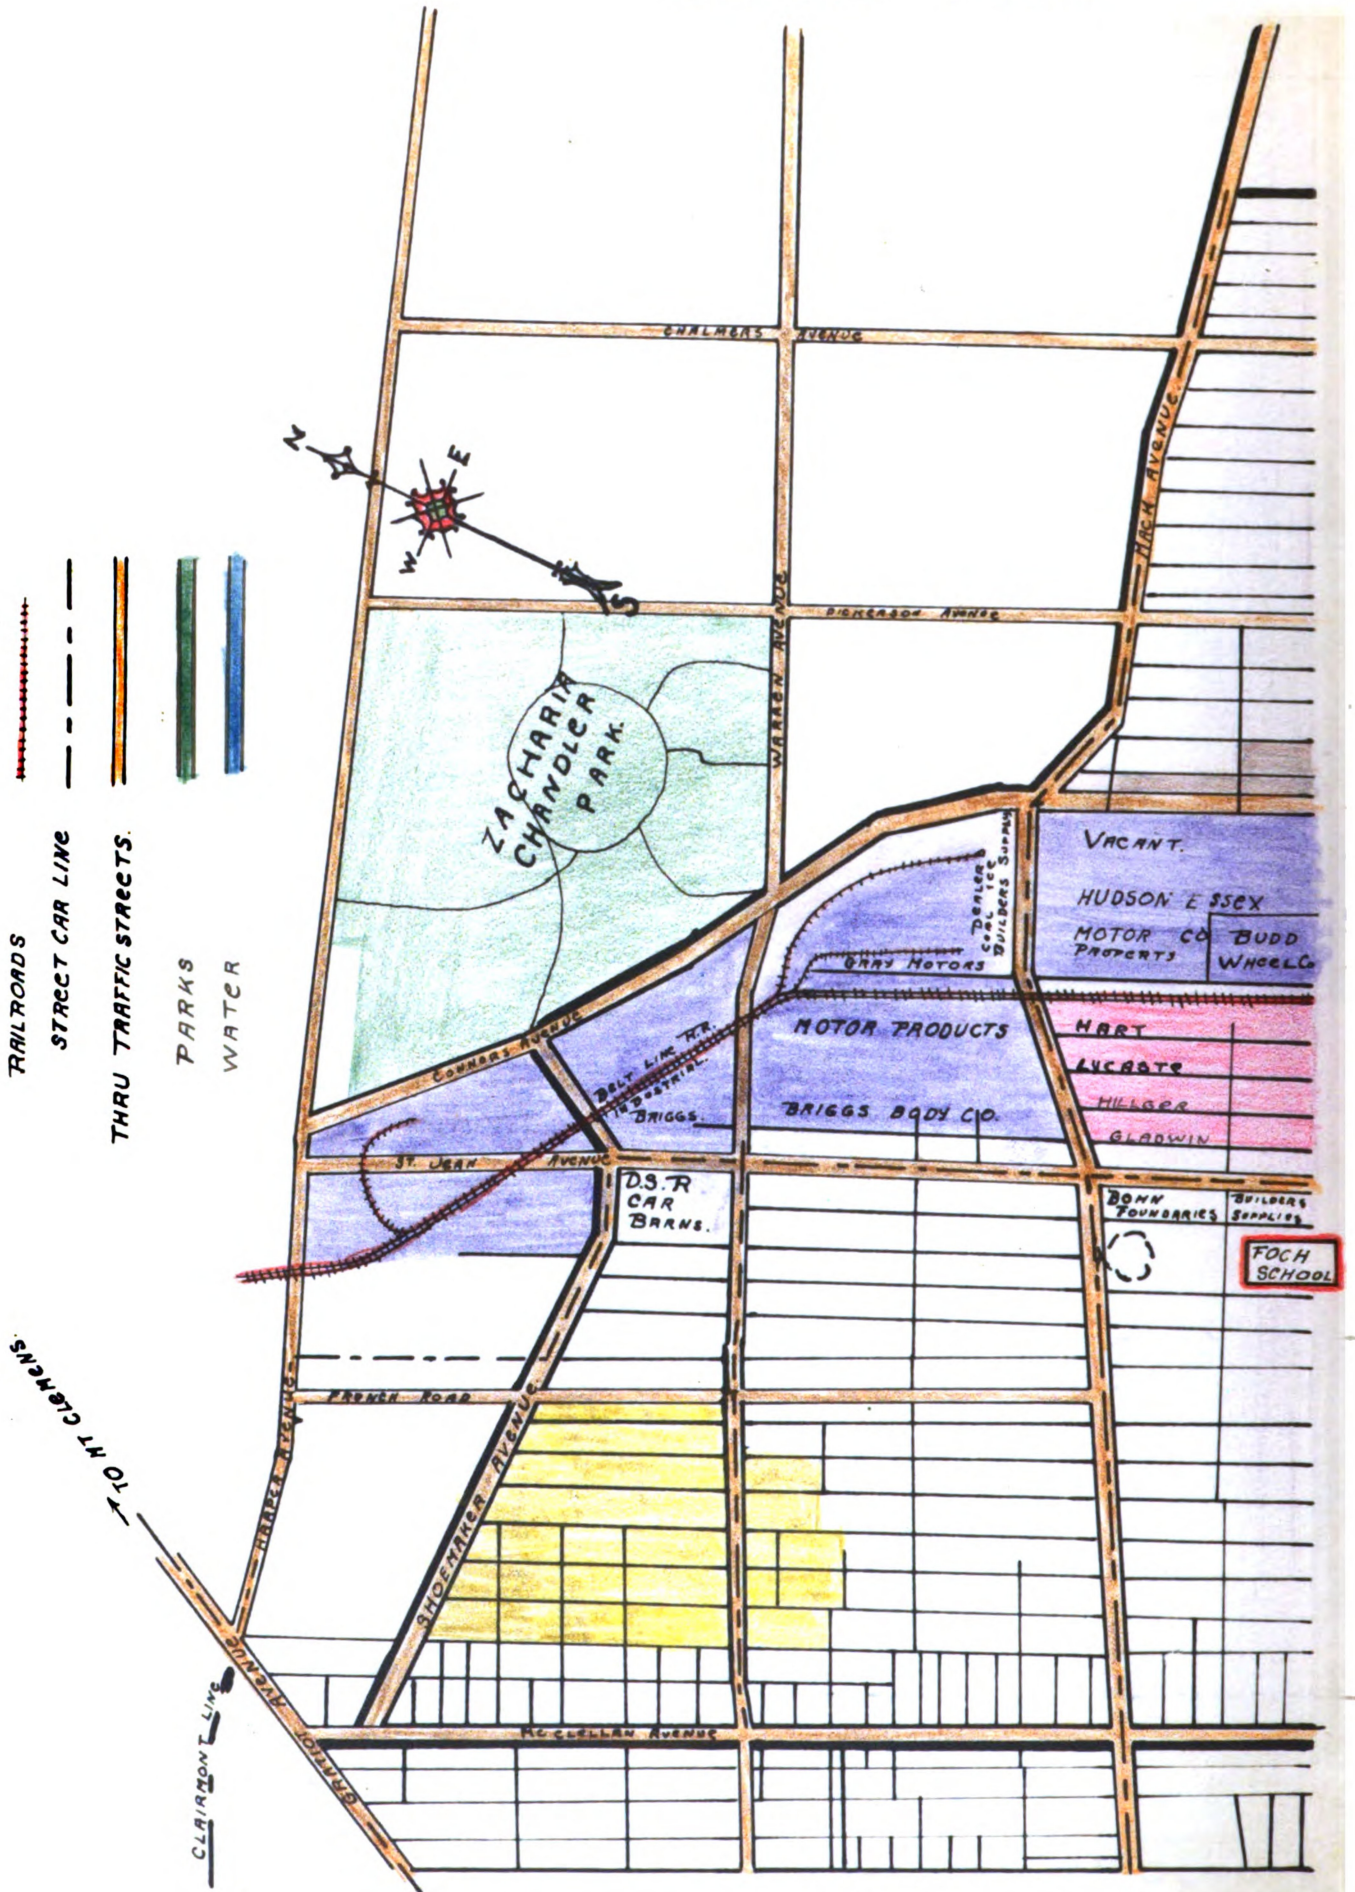 RAILROADS
STREET CAR LINE
THRU TRAFFIC STREETS.
PARKS
WATER
N
E
W
S
CHALMERS AVENUE
MACK AVENUE.
DICKERSON AVENUE
WARREN AVENUE
ZACHARIA
CHANDLER
PARK.
CONNORS AVENUE
VACANT.
HUDSON ESSEX
MOTOR CO
PROPERTY
BUDD
WHEEL Co
DEALER
COAL ICE
BUILDERS SUPPLY
GRAY MOTORS
MOTOR PRODUCTS
BELT LINE R.R.
INDUSTRIAL.
BRIGGS.
BRIGGS BODY CO.
HART
LYCASTE
HILLGER
GLADWIN
ST. JEAN AVENUE
D.S.R
CAR
BARNS.
BOHN
FOUNDARIES
BUILDERS
SUPPLIES
FOCH
SCHOOL
TO MT CLEMENS.
HARPER AVENUE
FRENCH ROAD
SHOEMAKER AVENUE
GRATIOT AVENUE
CLAIRMONT LINE
MC CLELLAN AVENUE